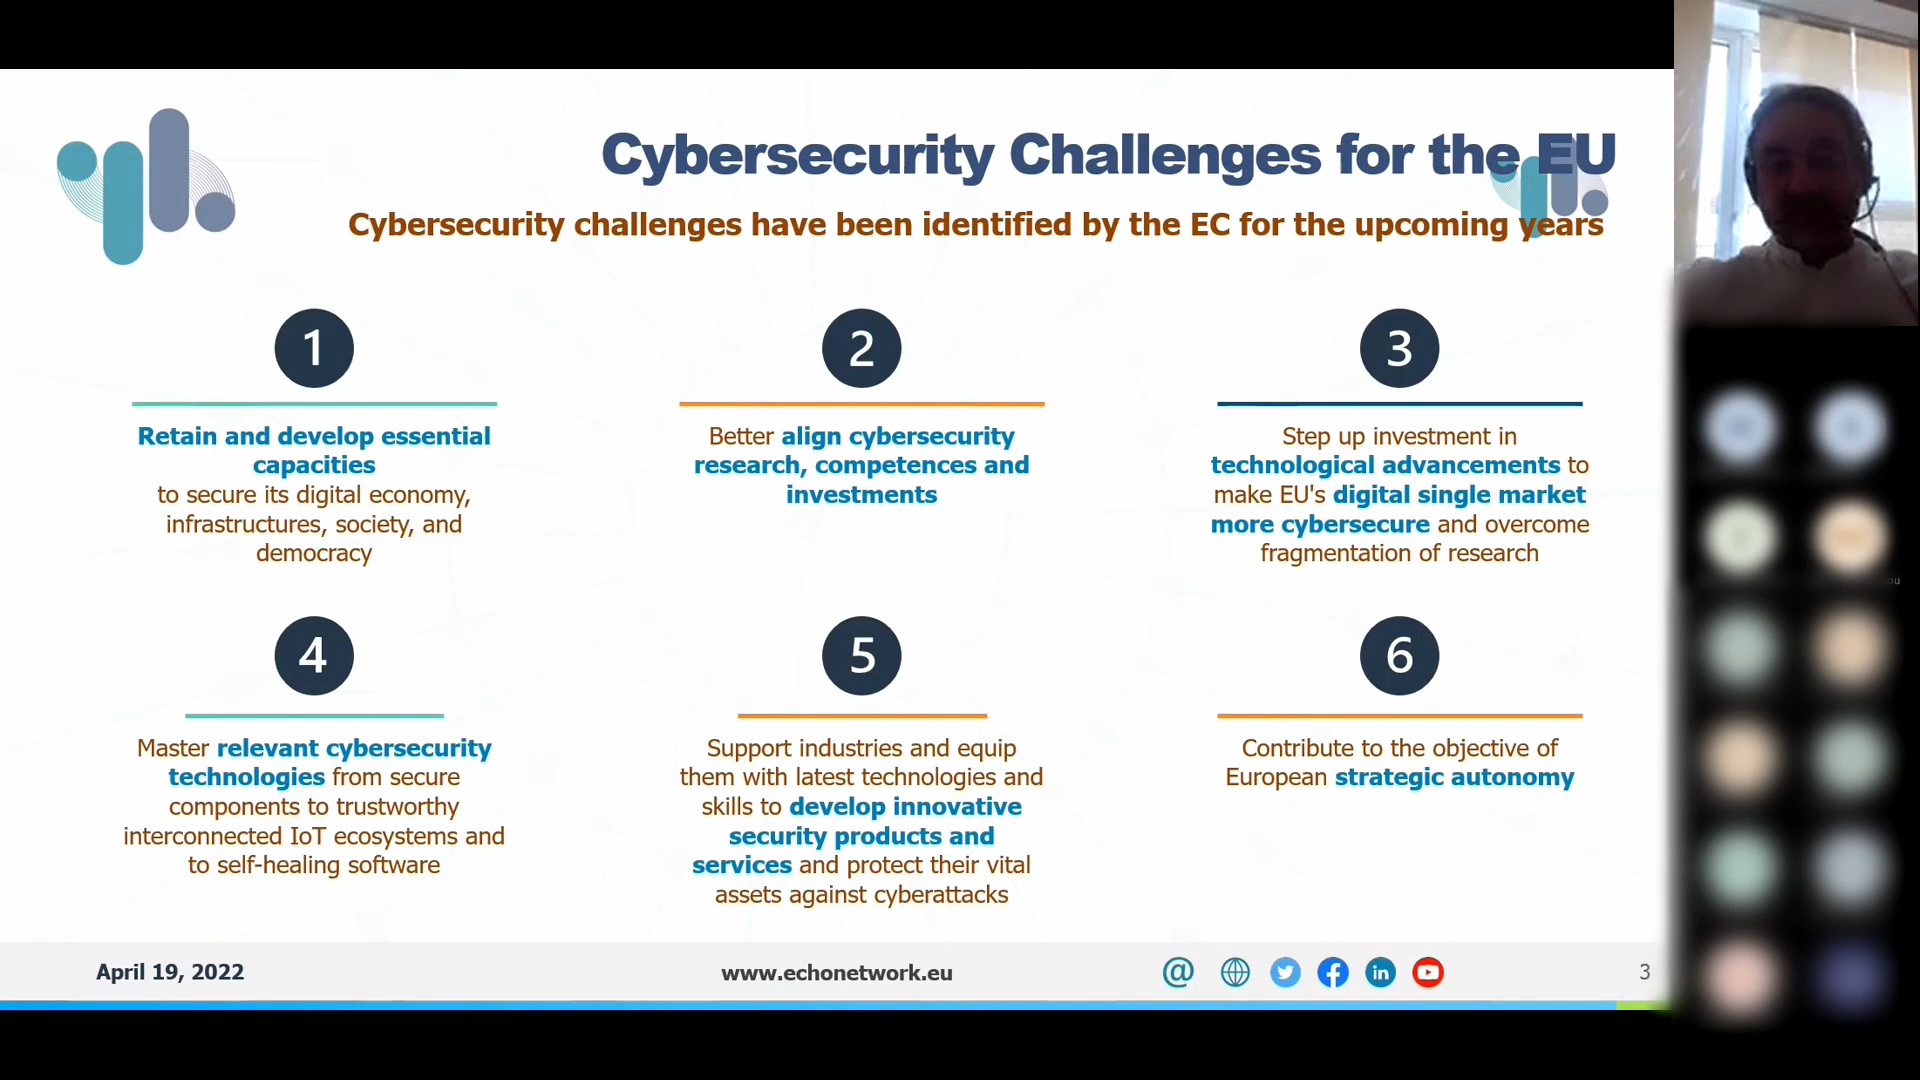 Cybersecurity Challenges for the EU
Cybersecurity challenges have been identified by the EC for the upcoming years
1
Retain and develop essential
capacities
to secure its digital economy,
infrastructures, society, and
democracy
2
Better align cybersecurity
research, competences and
investments
3
Step up investment in
technological advancements to
make EU's digital single market
more cybersecure and overcome
fragmentation of research
4
Master relevant cybersecurity
technologies from secure
components to trustworthy
interconnected IoT ecosystems and
to self-healing software
5
Support industries and equip
them with latest technologies and
skills to develop innovative
security products and
services and protect their vital
assets against cyberattacks
6
Contribute to the objective of
European strategic autonomy
April 19, 2022
www.echonetwork.eu
@
in
3